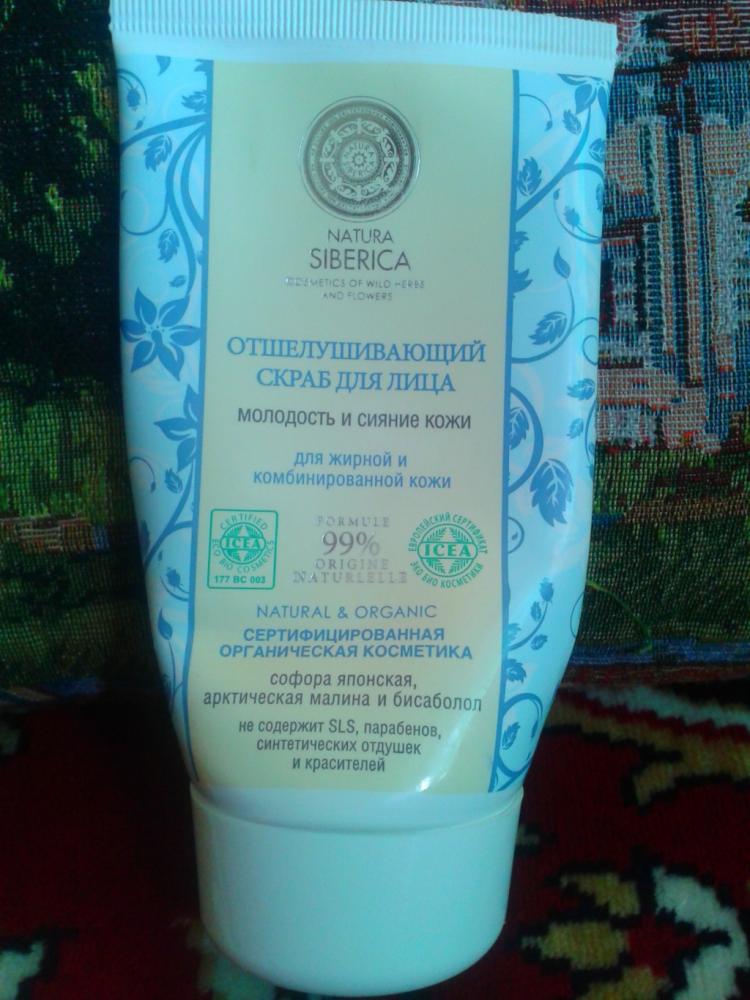 NATURA
SIBERICA
COSMETICS OF WILD HERBS
AND FLOWERS
ОТШЕЛУШИВАЮЩИЙ
СКРАБ ДЛЯ ЛИЦА
МОЛОДОСТЬ И СИЯНИЕ КОЖИ
ДЛЯ ЖИРНОЙ И
КОМБИНИРОВАННОЙ КОЖИ
CERTIFIED
ICEA
ECO BIO COSMETICS
177 BC 003
FORMULE
99%
ORIGINE
NATURLELLE
ЕВРОПЕЙСКИЙ СЕРТИФИКАТ
ICEA
ЭКО БИО КОСМЕТИКИ
NATURAL & ORGANIC
СЕРТИФИЦИРОВАННАЯ
ОРГАНИЧЕСКАЯ КОСМЕТИКА
софора японская,
арктическая малина и бисаболол
не содержит SLS, парабенов,
синтетических отдушек
и красителей